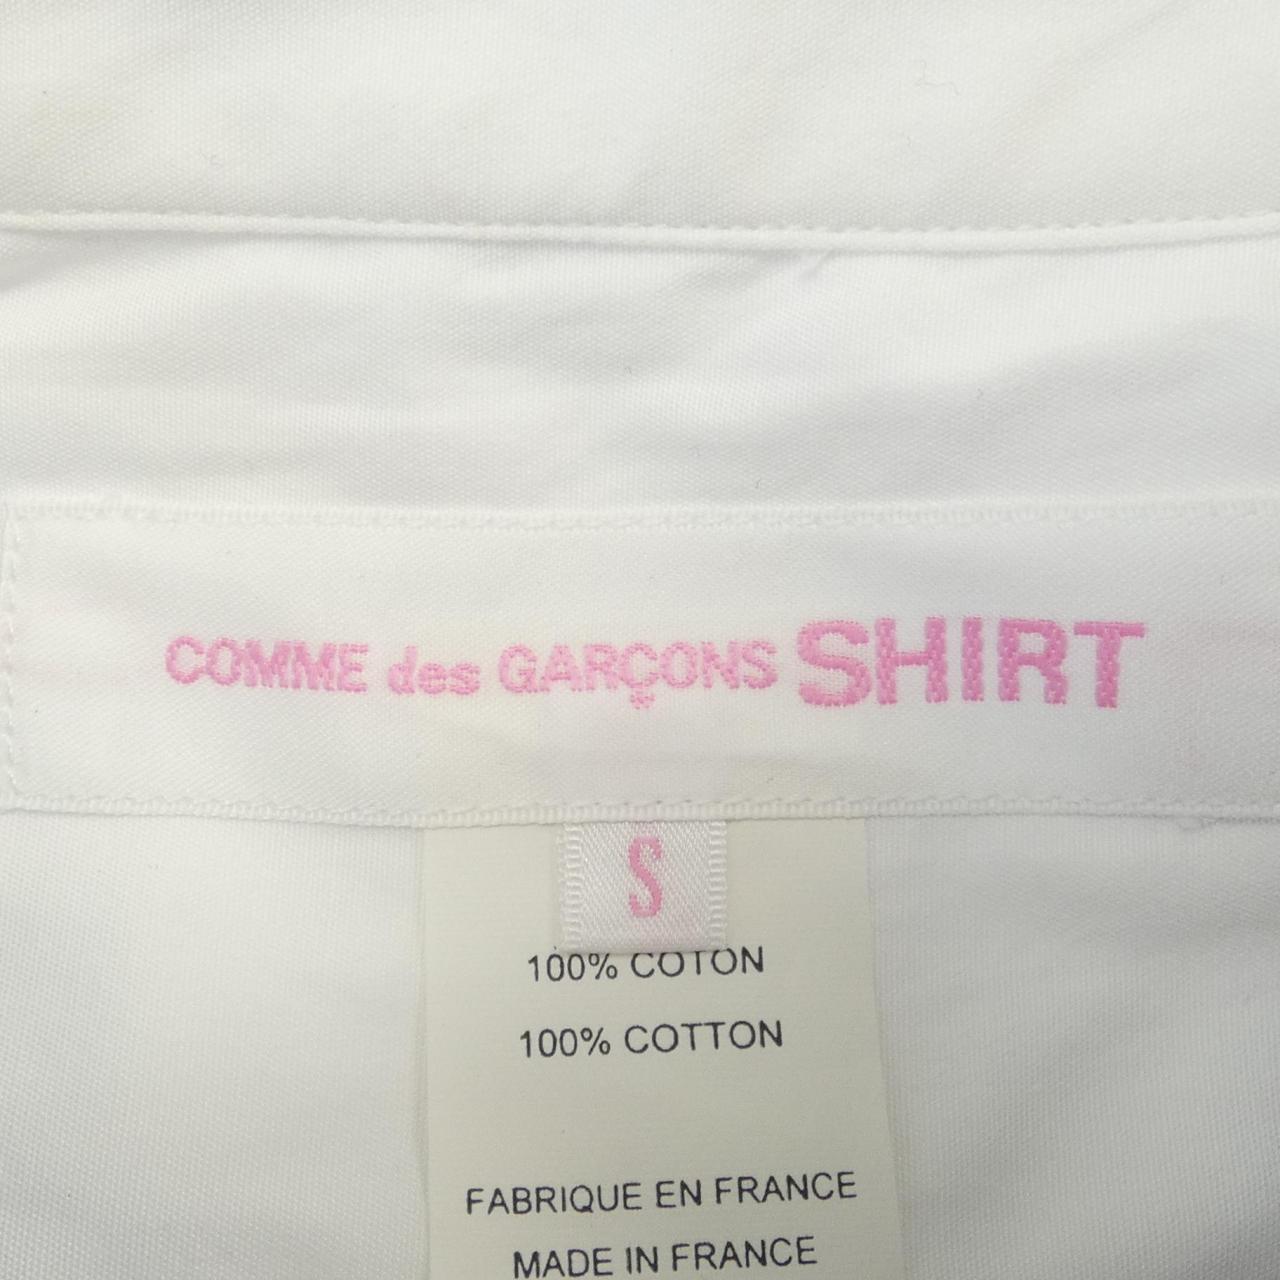 COMME des GARÇONS SHIRT
S
100% COTON
100% COTTON
FABRIQUE EN FRANCE
MADE IN FRANCE